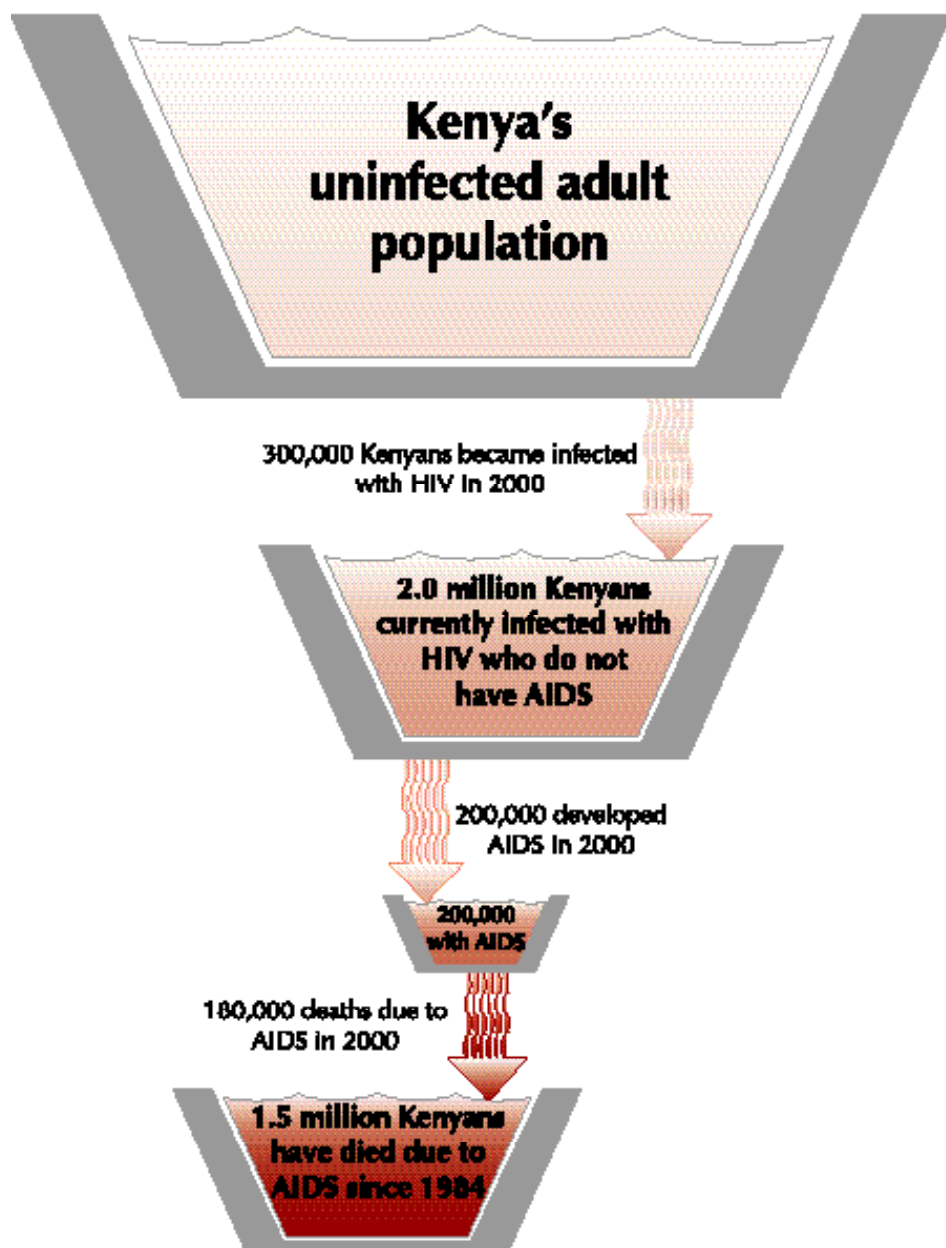 Kenya's
uninfected adult
population
300,000 Kenyans became infected
with HIV in 2000
2.0 million Kenyans
currently infected with
HIV who do not
have AIDS
200,000 developed
AIDS in 2000
200,000
with AIDS
180,000 deaths due to
AIDS in 2000
1.5 million Kenyans
have died due to
AIDS since 1984